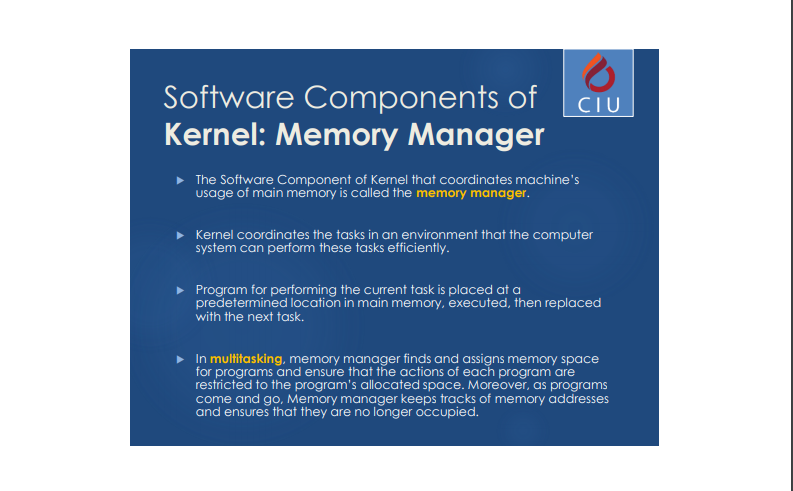 Software Components of
Kernel: Memory Manager
CIU
The Software Component of Kernel that coordinates machine's
usage of main memory is called the memory manager.
Kernel coordinates the tasks in an environment that the computer
system can perform these tasks efficiently.
Program for performing the current task is placed at a
predetermined location in main memory, executed, then replaced
with the next task.
In multitasking, memory manager finds and assigns memory space
for programs and ensure that the actions of each program are
restricted to the program's allocated space. Moreover, as programs
come and go, Memory manager keeps tracks of memory addresses
and ensures that they are no longer occupied.